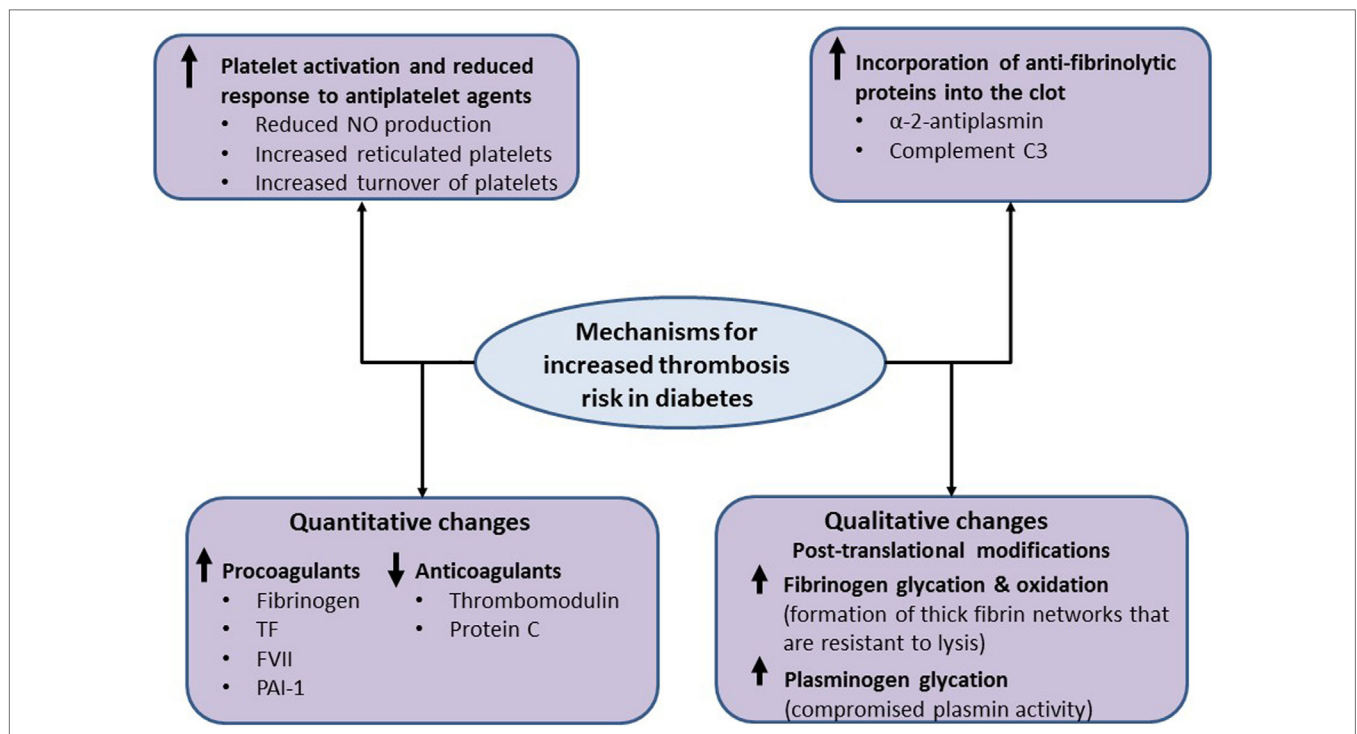 ↑ Platelet activation and reduced
response to antiplatelet agents
• Reduced NO production
• Increased reticulated platelets
• Increased turnover of platelets
↑ Incorporation of anti-fibrinolytic
proteins into the clot
• α-2-antiplasmin
• Complement C3
Mechanisms for
increased thrombosis
risk in diabetes
Quantitative changes
↑ Procoagulants
• Fibrinogen
• TF
• FVII
• PAI-1
↓ Anticoagulants
• Thrombomodulin
• Protein C
Qualitative changes
Post-translational modifications
↑ Fibrinogen glycation & oxidation
(formation of thick fibrin networks that
are resistant to lysis)
↑ Plasminogen glycation
(compromised plasmin activity)